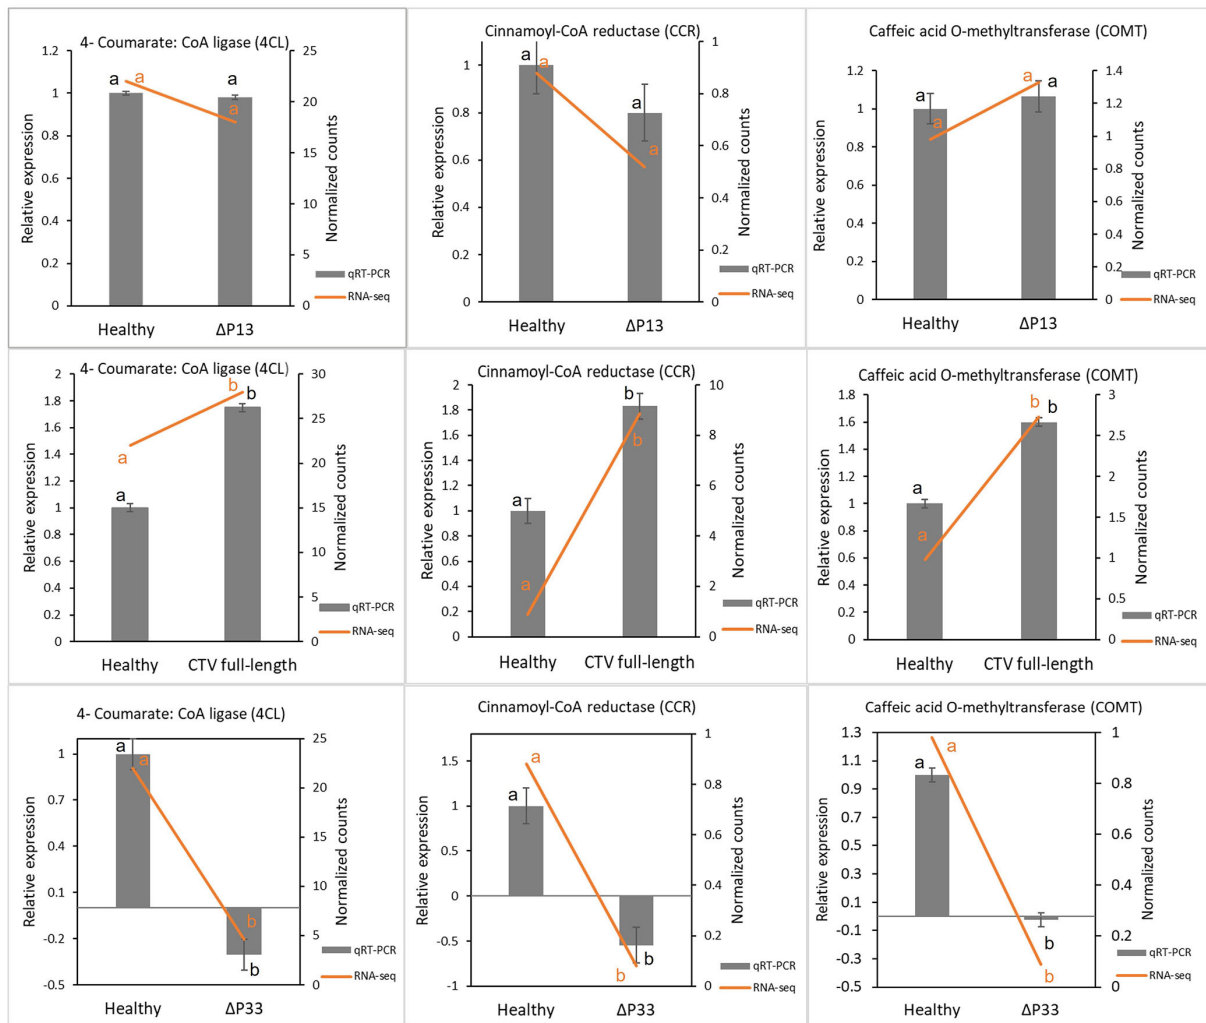 4- Coumarate: CoA ligase (4CL)
1.2
1
0.8
0.6
0.4
0.2
0
Relative expression
25
20
15
10
5
0
Normalized counts
a
a
a
a
qRT-PCR
RNA-seq
Healthy
ΔP13
Cinnamoyl-CoA reductase (CCR)
1
0.8
0.6
0.4
0.2
0
Relative expression
1
0.8
0.6
0.4
0.2
0
Normalized counts
a
a
a
a
qRT-PCR
RNA-seq
Healthy
ΔP13
Caffeic acid O-methyltransferase (COMT)
1.2
1
0.8
0.6
0.4
0.2
0
Relative expression
1.4
1.2
1
0.8
0.6
0.4
0.2
0
Normalized counts
a
a
a
a
qRT-PCR
RNA-seq
Healthy
ΔP13
4- Coumarate: CoA ligase (4CL)
2
1.8
1.6
1.4
1.2
1
0.8
0.6
0.4
0.2
0
Relative expression
30
25
20
15
10
5
0
Normalized counts
a
a
b
b
qRT-PCR
RNA-seq
Healthy
CTV full-length
Cinnamoyl-CoA reductase (CCR)
2
1.8
1.6
1.4
1.2
1
0.8
0.6
0.4
0.2
0
Relative expression
10
8
6
4
2
0
Normalized counts
a
a
b
b
qRT-PCR
RNA-seq
Healthy
CTV full-length
Caffeic acid O-methyltransferase (COMT)
1.8
1.6
1.4
1.2
1
0.8
0.6
0.4
0.2
0
Relative expression
3
2.5
2
1.5
1
0.5
0
Normalized counts
a
a
b
b
qRT-PCR
RNA-seq
Healthy
CTV full-length
4- Coumarate: CoA ligase (4CL)
1
0.7
0.4
0.1
-0.2
-0.5
Relative expression
25
20
15
10
5
0
Normalized counts
a
a
b
b
qRT-PCR
RNA-seq
Healthy
ΔP33
Cinnamoyl-CoA reductase (CCR)
1.5
1
0.5
0
-0.5
-1
Relative expression
1
0.8
0.6
0.4
0.2
0
Normalized counts
a
a
b
b
qRT-PCR
RNA-seq
Healthy
ΔP33
Caffeic acid O-methyltransferase (COMT)
1.3
1.1
0.9
0.7
0.5
0.3
0.1
-0.1
-0.3
-0.5
Relative expression
1
0.8
0.6
0.4
0.2
0
Normalized counts
a
a
b
b
qRT-PCR
RNA-seq
Healthy
ΔP33